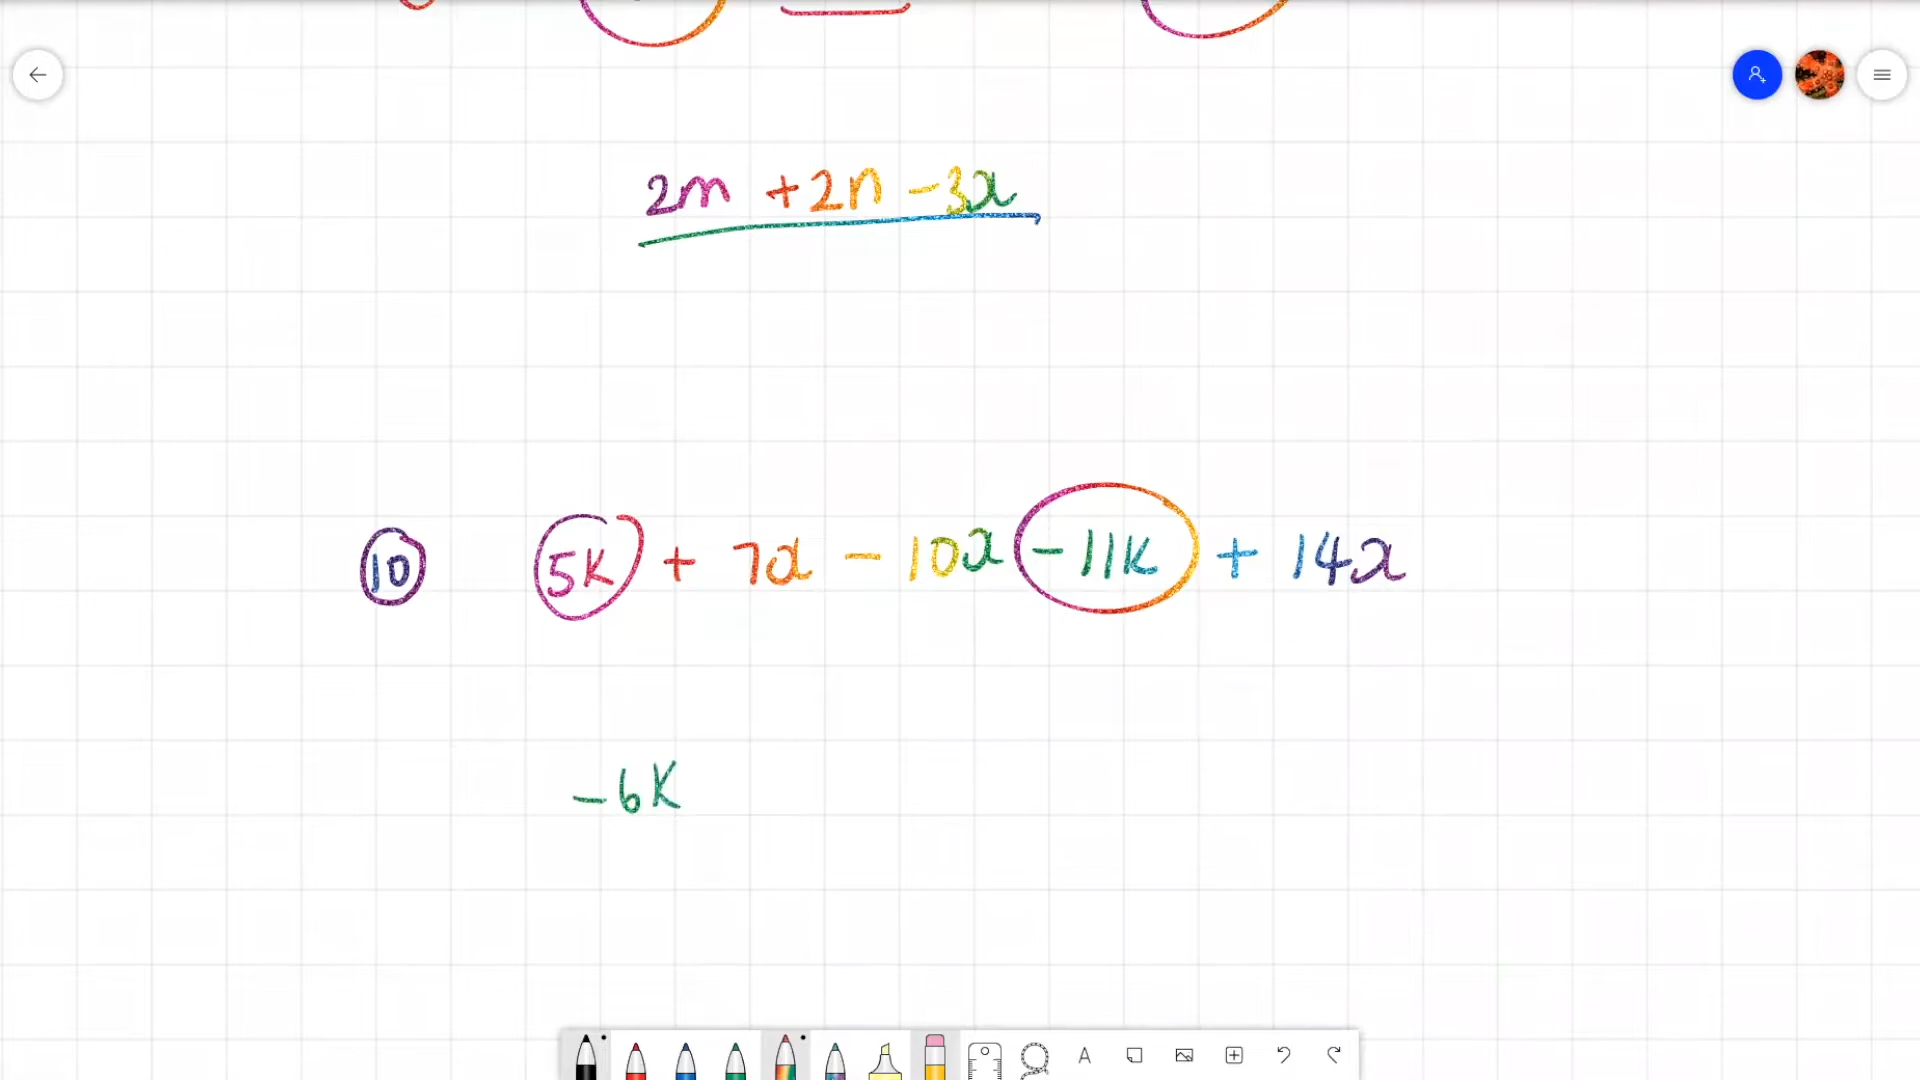 2m + 2n - 3x
10 5k + 7x - 10x - 11k + 14x
-6k